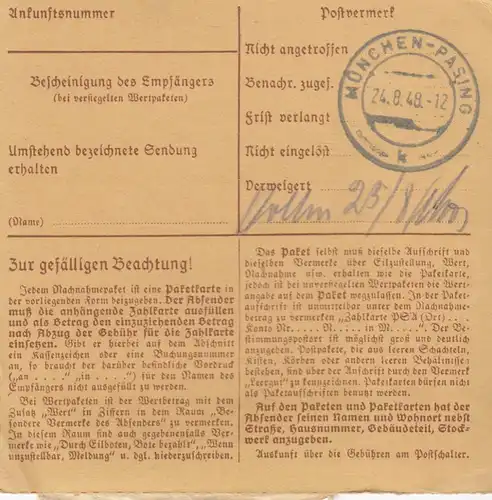 Ankunftsnummer
Postvermerk
Nicht angetroffen
Bescheinigung des Empfängers
(bei versiegelten Wertpaketen)
Benachr. zugef.
Frist verlangt
Umstehend bezeichnete Sendung
erhalten
Nicht eingelöst
Verweigert
(Name)
MÜNCHEN-PASING
24.8.48.-12
k
25/8
Zur gefälligen Beachtung!
Jedem Nachnahmepaket ist eine Paketkarte in
der vorliegenden Form beizugeben. Der Absender
muß die anhängende Zahlkarte ausfüllen
und als Betrag den einzuziehenden Betrag
nach Abzug der Gebühr für die Zahlkarte
einsetzen. Gibt er hierbei auf dem Abschnitt
ein Kassenzeichen oder eine Buchungsnummer
an, so braucht der darüber befindliche Vordruck
(„an . . . . . “ „in . . . . . “) für den Namen des
Empfängers nicht ausgefüllt zu werden.
Bei Wertpaketen ist der Wertbetrag mit dem
Zusatz „Wert“ in Ziffern in dem Raum „Be-
sondere Vermerke des Absenders“ zu vermerken.
In diesem Raum sind auch gegebenenfalls Ver-
merke wie „Durch Eilboten, Bote bezahlt“, „Wenn
unzustellbar, Meldung“ u. dgl. niederzuschreiben.
Das Paket selbst muß dieselbe Aufschrift und
dieselben Vermerke über Eilzustellung, Wert,
Nachnahme usw. erhalten wie die Paketkarte,
jedoch ist bei unversiegelten Wertpaketen die Wert-
angabe auf dem Paket wegzulassen. In der Paket-
aufschrift ist unmittelbar unter dem Nachnahme-
betrag zu vermerken „Zahlkarte PSA (Ort) . .
Konto Nr. . . . N. . . . in M. . . .“. Der Be-
stimmungspostort ist möglichst groß und deutlich
anzugeben. Postpakete, die aus leeren Schachteln,
Kisten, Körben oder andern leeren Behältnissen
bestehen, sind über der Aufschrift durch den Vermerk
„Leergut“ zu kennzeichnen. Paketkarten dürfen nicht
als Paketaufschriften benutzt werden.
Auf den Paketen und Paketkarten hat der
Absender seinen Namen und Wohnort nebst
Straße, Hausnummer, Gebäudeteil, Stock-
werk anzugeben.
Auskunft über die Gebühren am Postschalter.